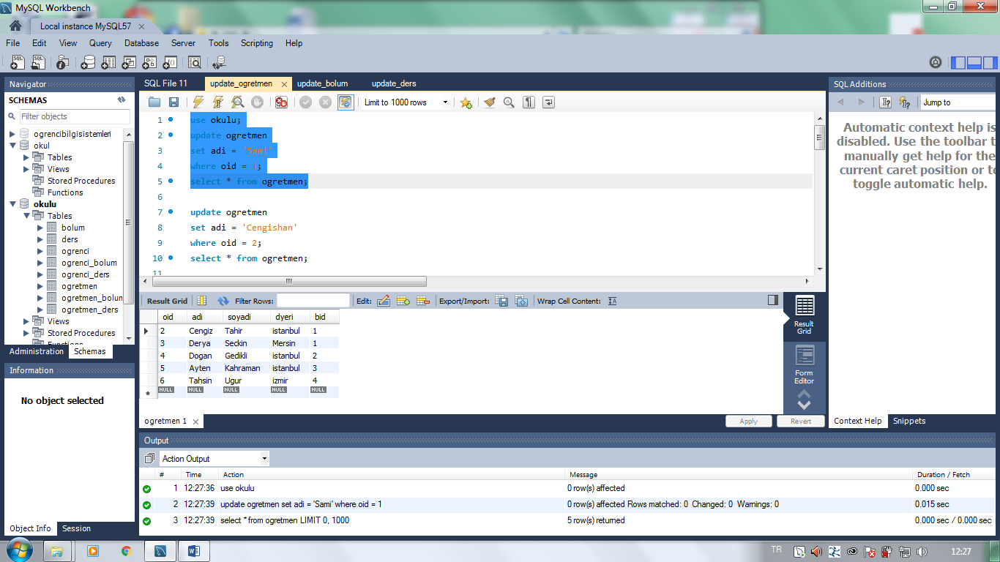 MySQL Workbench
Local instance MySQL57
File Edit View Query Database Server Tools Scripting Help
Navigator
SCHEMAS
Filter objects
ogrencibilgisistemleri
okul
Tables
Views
Stored Procedures
Functions
okulu
Tables
bolum
ders
ogrenci
ogrenci_bolum
ogrenci_ders
ogretmen
ogretmen_bolun
ogretmen_ders
Views
Stored Procedures
Functions
Administration Schemas
Information
No object selected
Object Info Session
SQL File 11 update_ogretmen update_bolum update_ders
Limit to 1000 rows
1 use okulu;
2 update ogretmen
3 set adi = 'Sami'
4 where oid = 1;
5 select * from ogretmen;
6
7 update ogretmen
8 set adi = 'Cengishan'
9 where oid = 2;
10 select * from ogretmen;
11
Result Grid Filter Rows: Edit: Export/Import: Wrap Cell Content:
oid adi soyadi dyeri bid
2 Cengiz Tahir istanbul 1
3 Derya Seckin Mersin 1
4 Dogan Gedikli istanbul 2
5 Ayten Kahraman istanbul 3
6 Tahsin Ugur izmir 4
* NULL NULL NULL NULL NULL
Result
Grid
Form
Editor
ogretmen 1 Apply Revert
SQL Additions
Jump to
Automatic context help is
disabled. Use the toolbar t
manually get help for the
current caret position or to
toggle automatic help.
Context Help Snippets
Output
Action Output
# Time Action Message Duration / Fetch
1 12:27:36 use okulu 0 row(s) affected 0.000 sec
2 12:27:39 update ogretmen set adi = 'Sami' where oid = 1 0 row(s) affected Rows matched: 0 Changed: 0 Warnings: 0 0.015 sec
3 12:27:39 select * from ogretmen LIMIT 0, 1000 5 row(s) returned 0.000 sec / 0.000 sec
TR 12:27